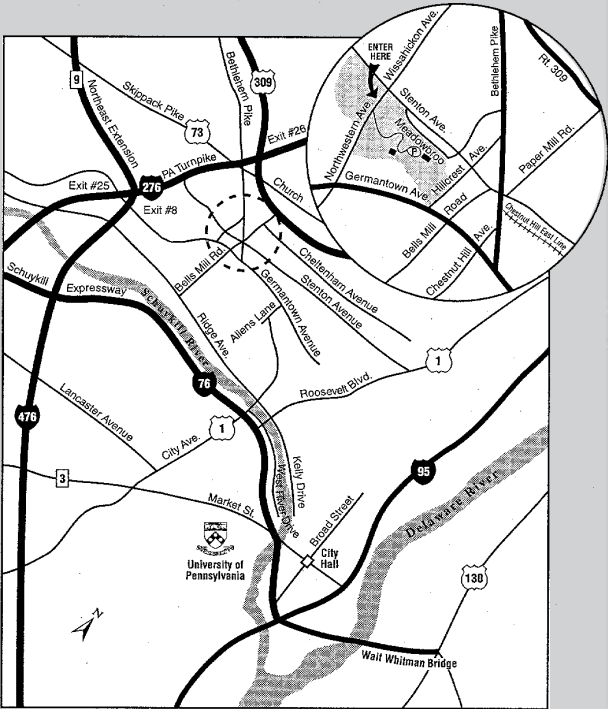 9
Northeast Extension
Skippack Pike
73
Bethlehem Pike
309
Exit #26
PA Turnpike
Exit #25
276
Exit #8
Church
Bells Mill Rd.
Cheltenham Avenue
Stenton Avenue
Germantown Avenue
Allens Lane
Ridge Ave.
Schuykill
Expressway
Schuykill River
76
Roosevelt Blvd.
1
Lancaster Avenue
476
City Ave.
1
3
Market St.
Kelly Drive
West River Drive
Broad Street
95
Delaware River
University of
Pennsylvania
City
Hall
130
N
Walt Whitman Bridge
ENTER
HERE
Wissahickon Ave.
Bethlehem Pike
Rt. 309
Stenton Ave.
Northwestern Ave.
Meadowbroo
P
Hillcrest Ave.
Paper Mill Rd.
Germantown Ave.
Bells Mill Road
Chestnut Hill Ave.
Chestnut Hill East Line